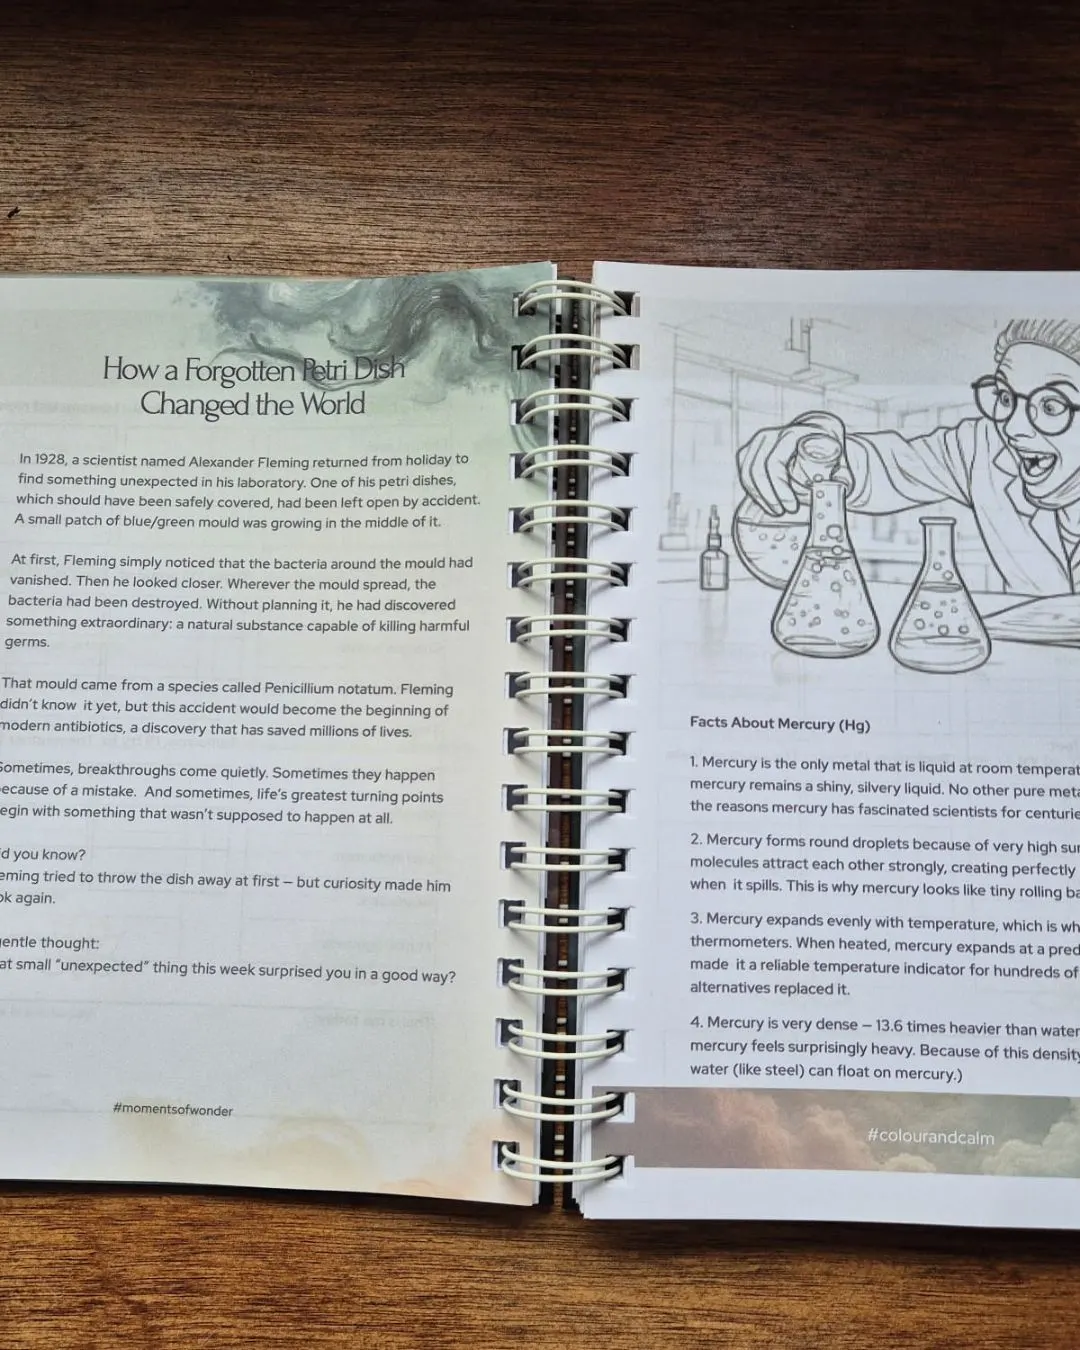 How a Forgotten Petri Dish
Changed the World
In 1928, a scientist named Alexander Fleming returned from holiday to
find something unexpected in his laboratory. One of his petri dishes,
which should have been safely covered, had been left open by accident.
A small patch of blue/green mould was growing in the middle of it.
At first, Fleming simply noticed that the bacteria around the mould had
vanished. Then he looked closer. Wherever the mould spread, the
bacteria had been destroyed. Without planning it, he had discovered
something extraordinary: a natural substance capable of killing harmful
germs.
That mould came from a species called Penicillium notatum. Fleming
didn't know it yet, but this accident would become the beginning of
modern antibiotics, a discovery that has saved millions of lives.
Sometimes, breakthroughs come quietly. Sometimes they happen
ecause of a mistake. And sometimes, life's greatest turning points
egin with something that wasn't supposed to happen at all.
id you know?
eming tried to throw the dish away at first – but curiosity made him
ok again.
entle thought:
at small "unexpected" thing this week surprised you in a good way?
#momentsofwonder
Facts About Mercury (Hg)
1. Mercury is the only metal that is liquid at room temperat
mercury remains a shiny, silvery liquid. No other pure meta
the reasons mercury has fascinated scientists for centurie
2. Mercury forms round droplets because of very high sur
molecules attract each other strongly, creating perfectly
when it spills. This is why mercury looks like tiny rolling ba
3. Mercury expands evenly with temperature, which is wh
thermometers. When heated, mercury expands at a pred
made it a reliable temperature indicator for hundreds of
alternatives replaced it.
4. Mercury is very dense – 13.6 times heavier than water
mercury feels surprisingly heavy. Because of this density
water (like steel) can float on mercury.)
#colourandcalm